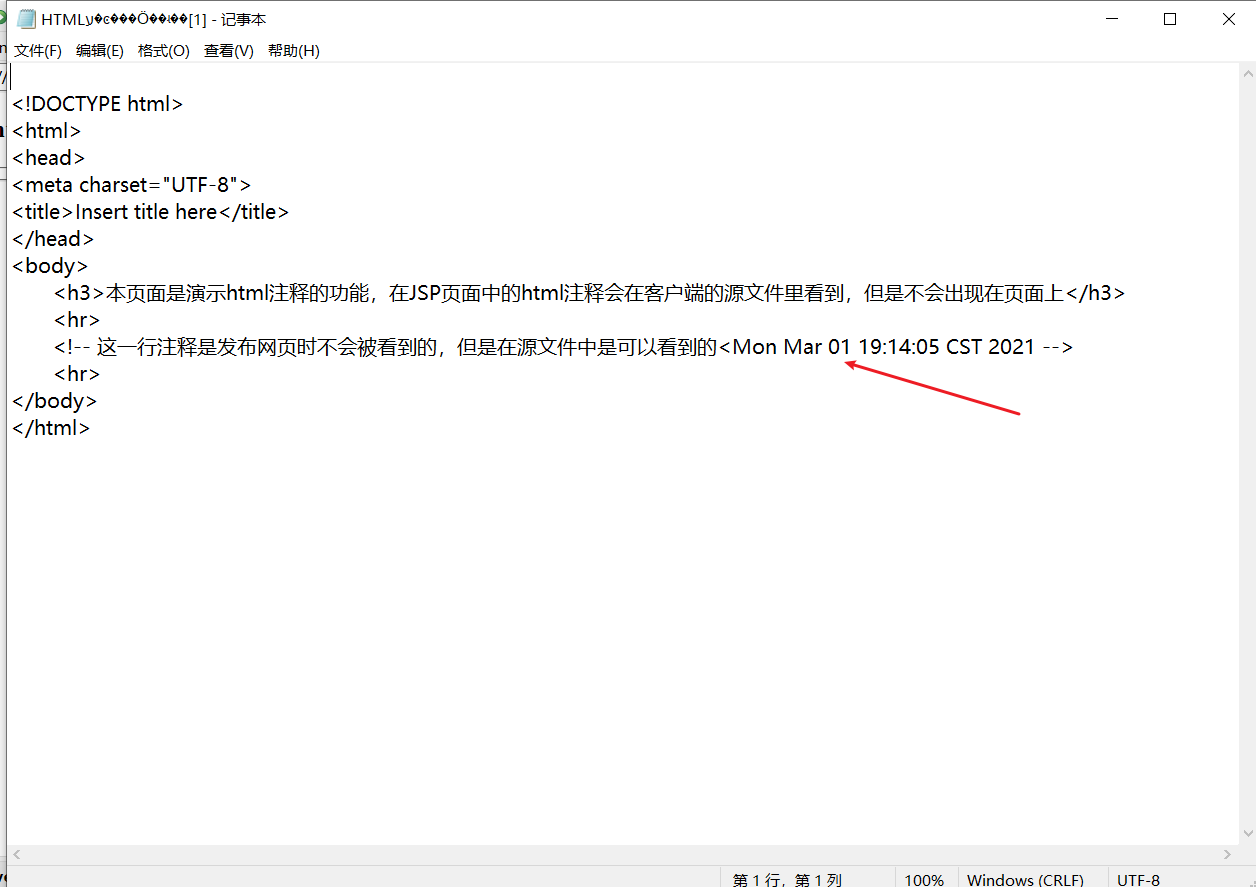 [1] - 记事本
文件(F) 编辑(E) 格式(O) 查看(V) 帮助(H)
<!DOCTYPE html>
<html>
<head>
<meta charset="UTF-8">
<title>Insert title here</title>
</head>
<body>
<h3>本页面是演示html注释的功能，在JSP页面中的html注释会在客户端的源文件里看到，但是不会出现在页面上</h3>
<hr>
<!-- 这一行注释是发布网页时不会被看到的，但是在源文件中是可以看到的<Mon Mar 01 19:14:05 CST 2021 -->
<hr>
</body>
</html>
第 1 行，第 1 列 100% Windows (CRLF) UTF-8